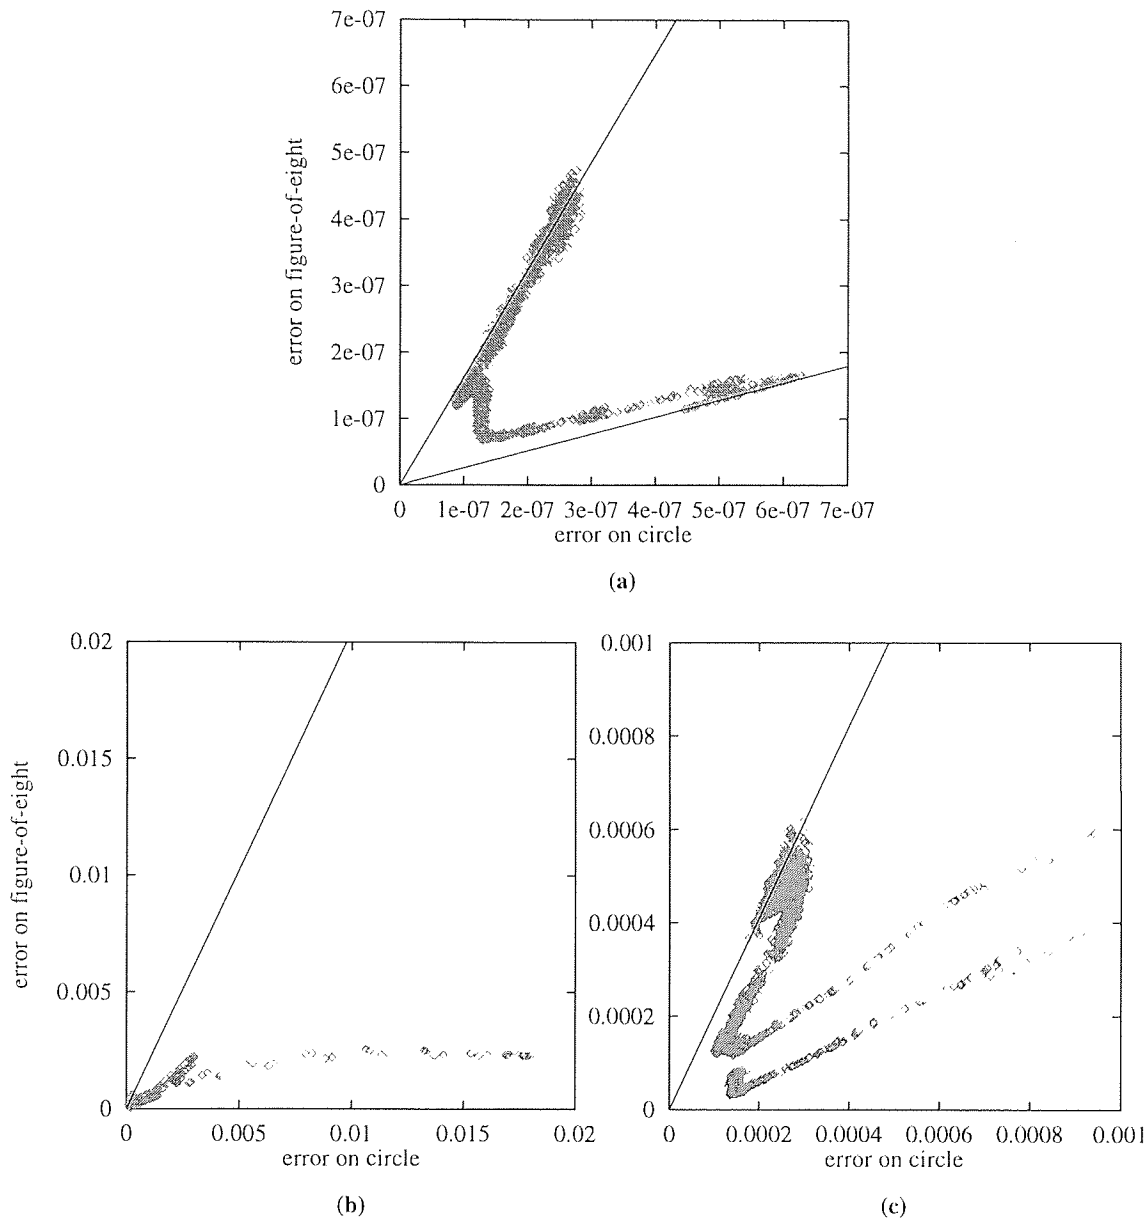 7e-07
6e-07
5e-07
4e-07
3e-07
2e-07
1e-07
0
error on figure-of-eight
0 1e-07 2e-07 3e-07 4e-07 5e-07 6e-07 7e-07
error on circle
(a)
0.02
0.015
0.01
0.005
0
error on figure-of-eight
0 0.005 0.01 0.015 0.02
error on circle
(b)
0.001
0.0008
0.0006
0.0004
0.0002
0
0 0.0002 0.0004 0.0006 0.0008 0.001
error on circle
(c)